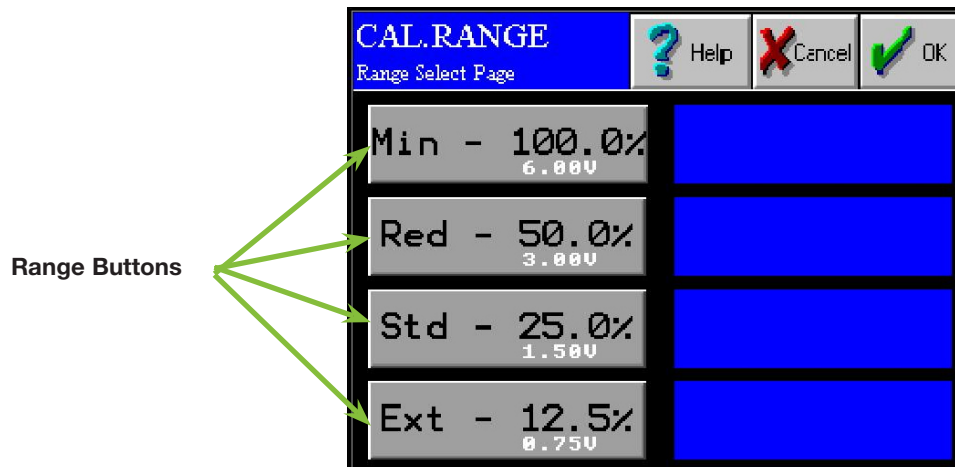 CAL.RANGE
Range Select Page
Help
Cancel
OK
Min - 100.0%
6.00V
Red - 50.0%
3.00V
Range Buttons
Std - 25.0%
1.50V
Ext - 12.5%
0.75V